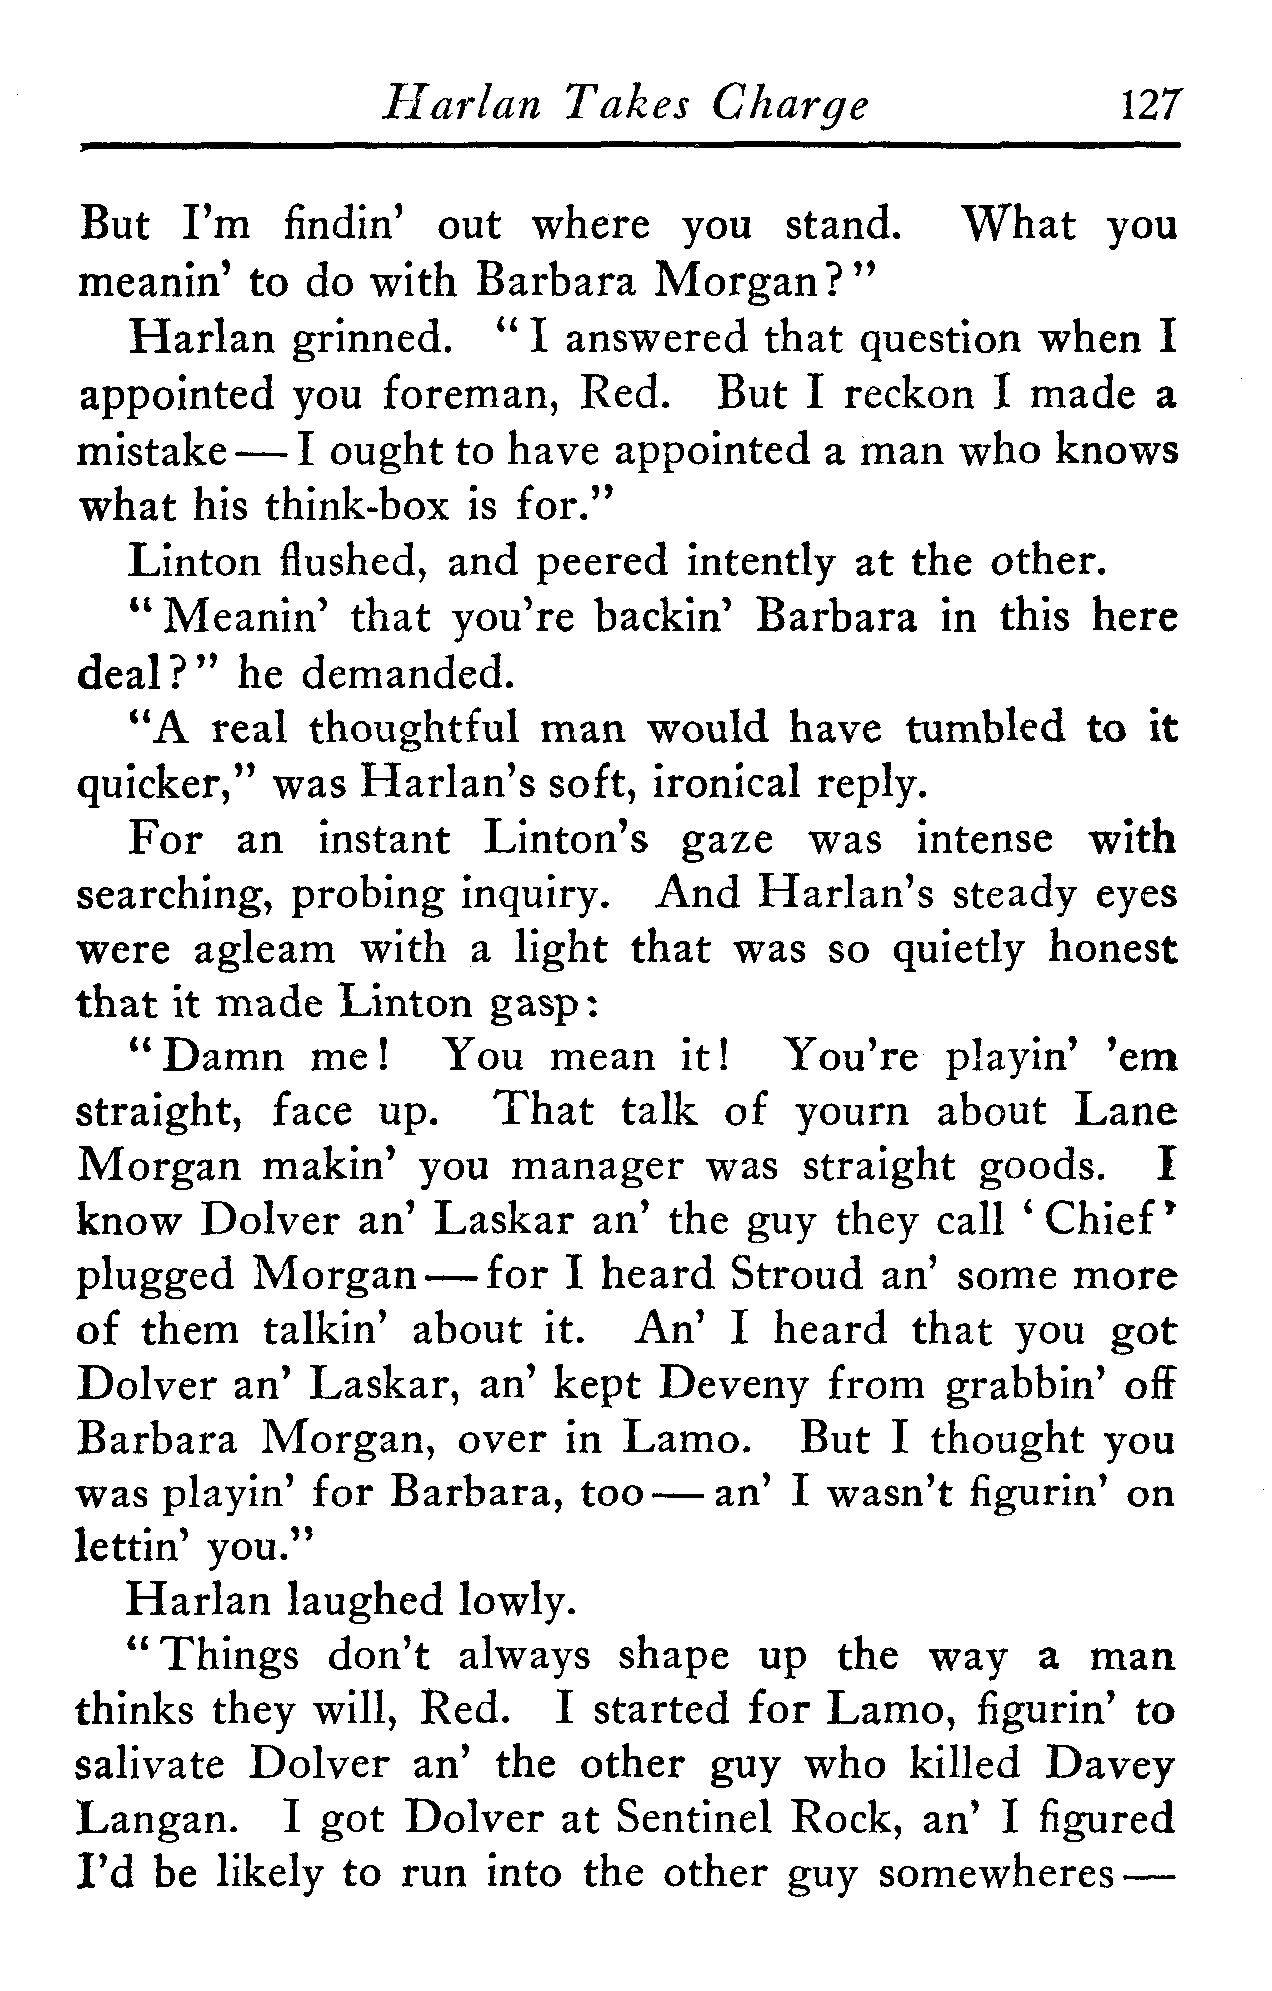 Harlan Takes Charge 127
But I'm findin' out where you stand. What you
meanin' to do with Barbara Morgan?"
Harlan grinned. "I answered that question when I
appointed you foreman, Red. But I reckon I made a
mistake—I ought to have appointed a man who knows
what his think-box is for."
Linton flushed, and peered intently at the other.
"Meanin' that you're backin' Barbara in this here
deal?" he demanded.
"A real thoughtful man would have tumbled to it
quicker," was Harlan's soft, ironical reply.
For an instant Linton's gaze was intense with
searching, probing inquiry. And Harlan's steady eyes
were agleam with a light that was so quietly honest
that it made Linton gasp:
"Damn me! You mean it! You're playin' 'em
straight, face up. That talk of yourn about Lane
Morgan makin' you manager was straight goods. I
know Dolver an' Laskar an' the guy they call 'Chief'
plugged Morgan—for I heard Stroud an' some more
of them talkin' about it. An' I heard that you got
Dolver an' Laskar, an' kept Deveny from grabbin' off
Barbara Morgan, over in Lamo. But I thought you
was playin' for Barbara, too—an' I wasn't figurin' on
lettin' you."
Harlan laughed lowly.
"Things don't always shape up the way a man
thinks they will, Red. I started for Lamo, figurin' to
salivate Dolver an' the other guy who killed Davey
Langan. I got Dolver at Sentinel Rock, an' I figured
I'd be likely to run into the other guy somewheres—